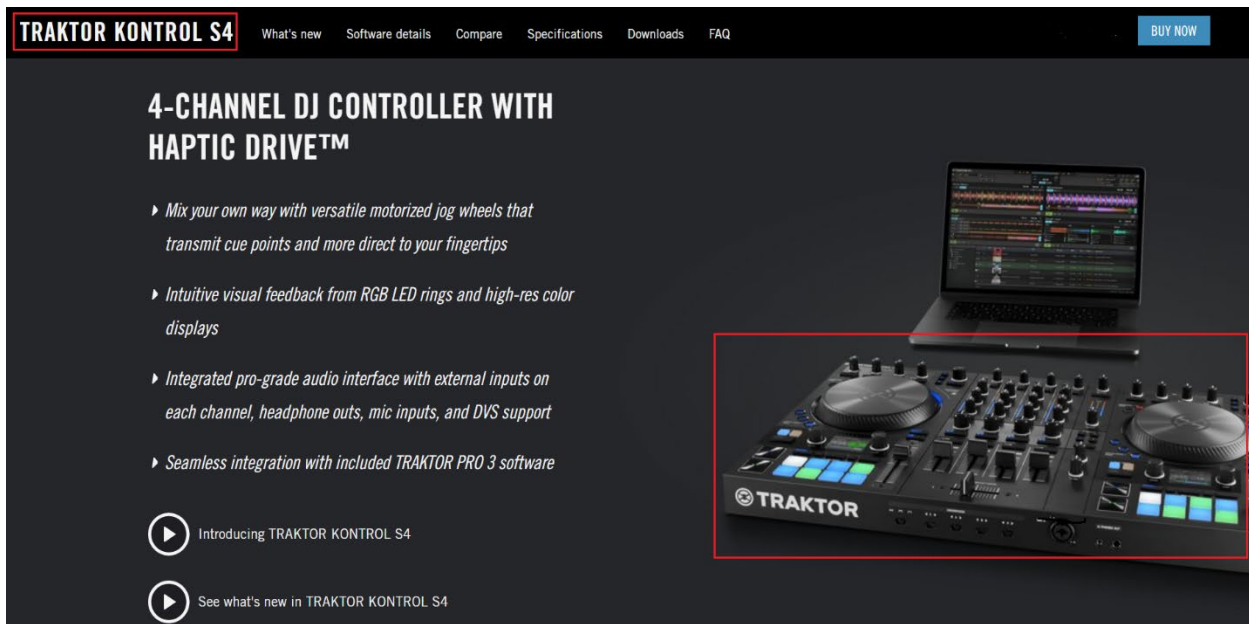 TRAKTOR KONTROL S4 What's new Software details Compare Specifications Downloads FAQ BUY NOW
4-CHANNEL DJ CONTROLLER WITH
HAPTIC DRIVE™
Mix your own way with versatile motorized jog wheels that
transmit cue points and more direct to your fingertips
Intuitive visual feedback from RGB LED rings and high-res color
displays
Integrated pro-grade audio interface with external inputs on
each channel, headphone outs, mic inputs, and DVS support
Seamless integration with included TRAKTOR PRO 3 software
TRAKTOR
Introducing TRAKTOR KONTROL S4
See what's new in TRAKTOR KONTROL S4